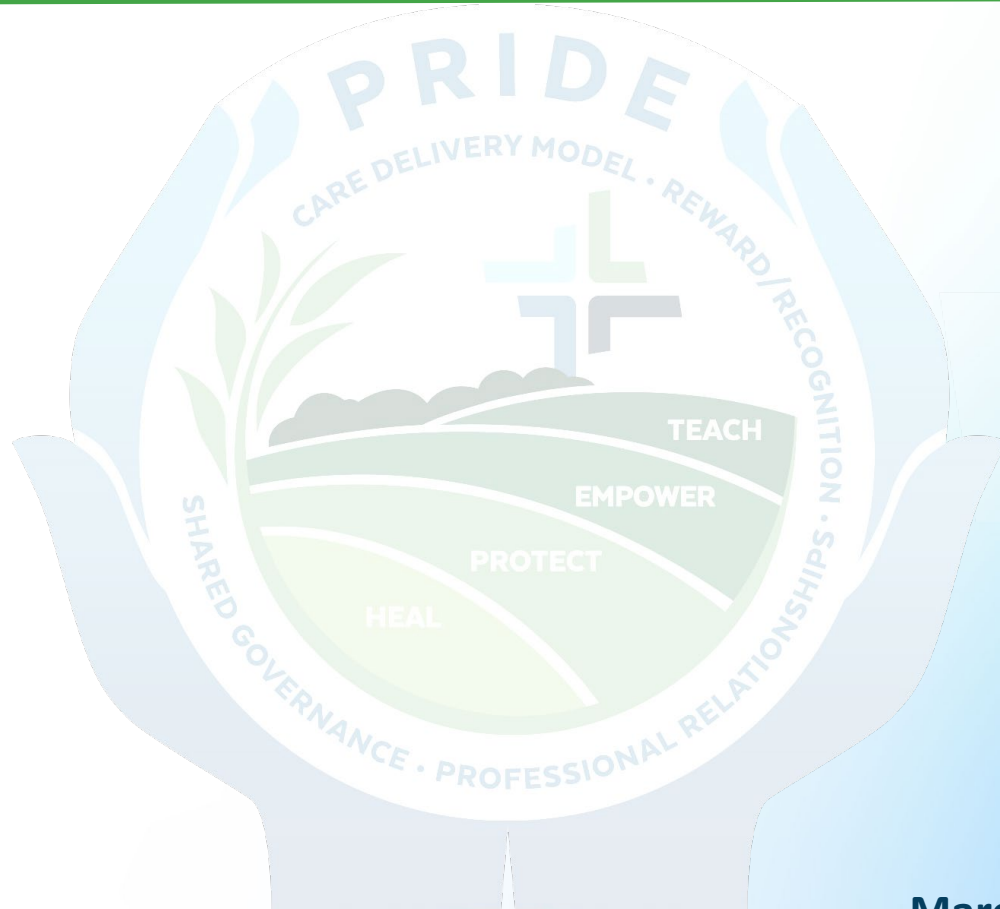 PRIDE
CARE DELIVERY MODEL • REWARD/RECOGNITION •
SHARED GOVERNANCE • PROFESSIONAL RELATIONSHIPS •
TEACH
EMPOWER
PROTECT
HEAL